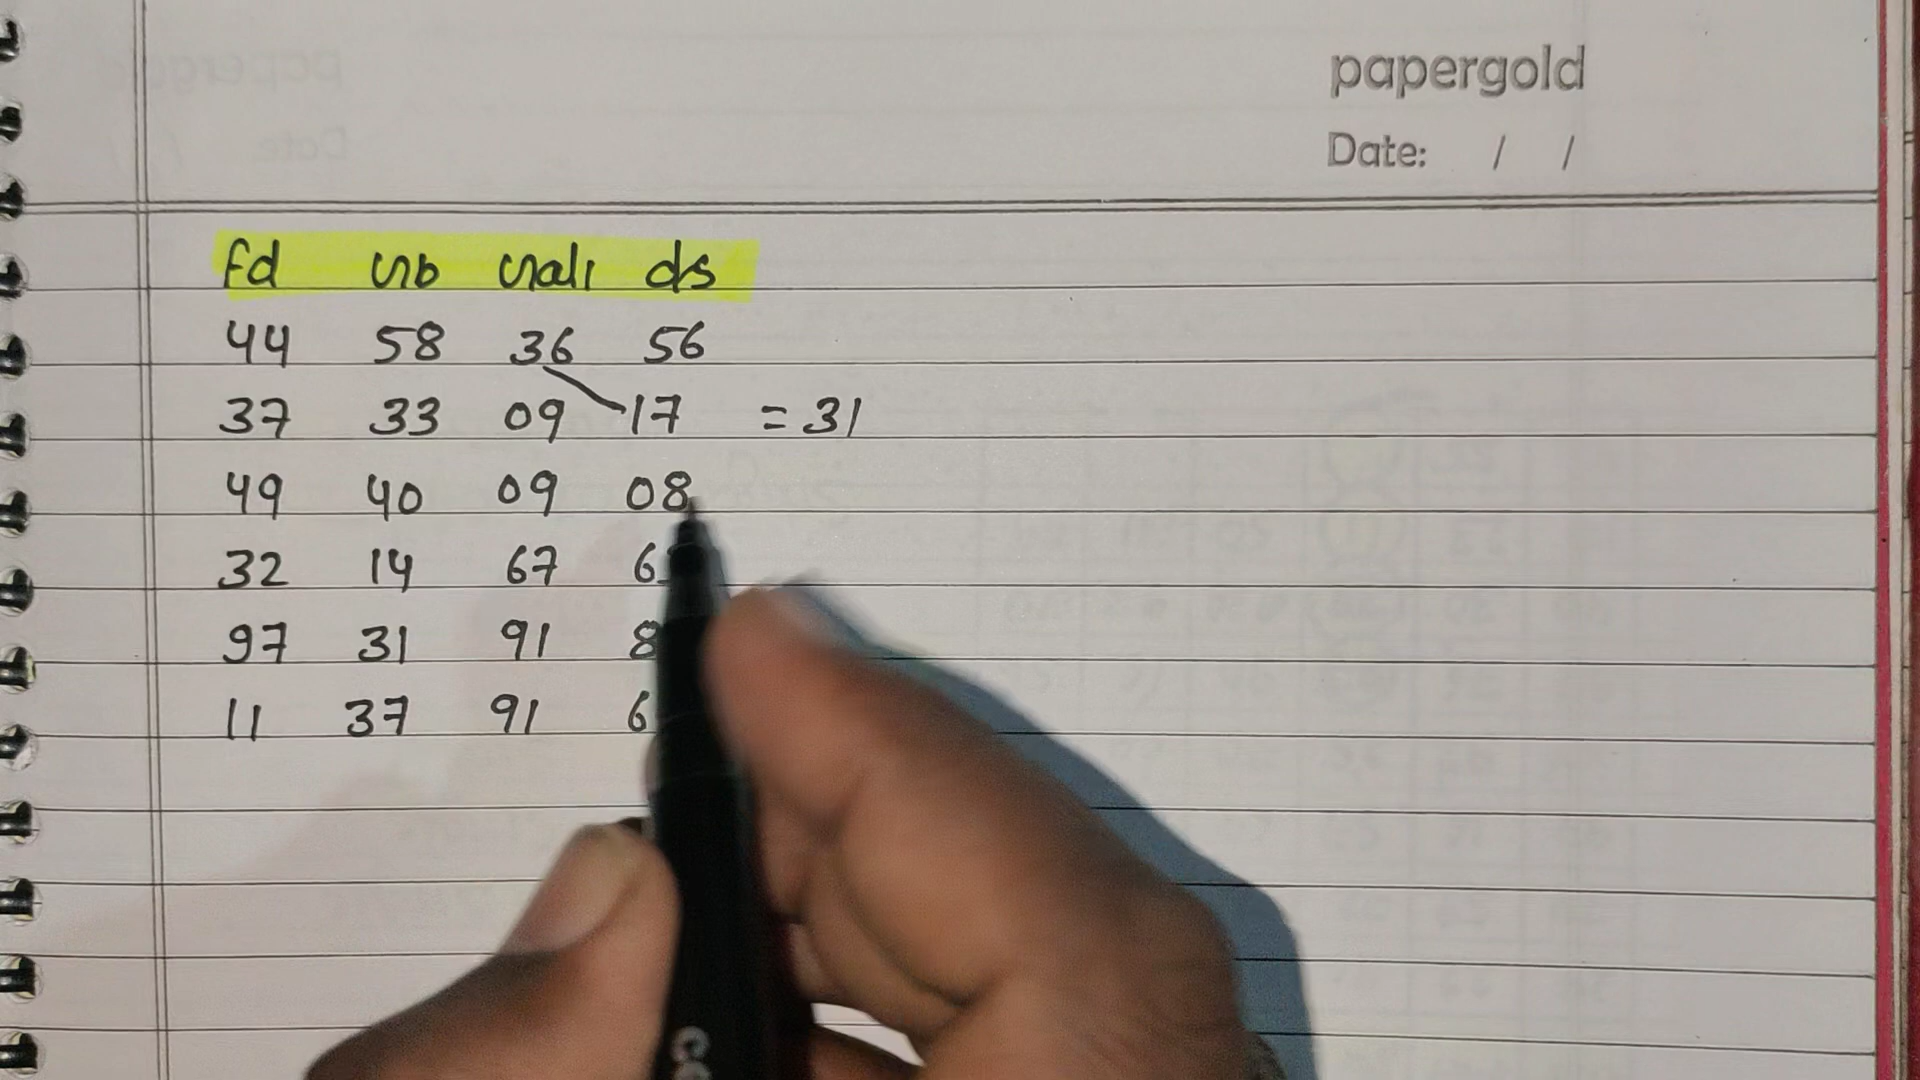 papergold
Date: / /
fd GB Gali ds
44 58 36 56
37 33 09 17 = 31
49 40 09 08
32 14 67
97 31 91
11 37 91